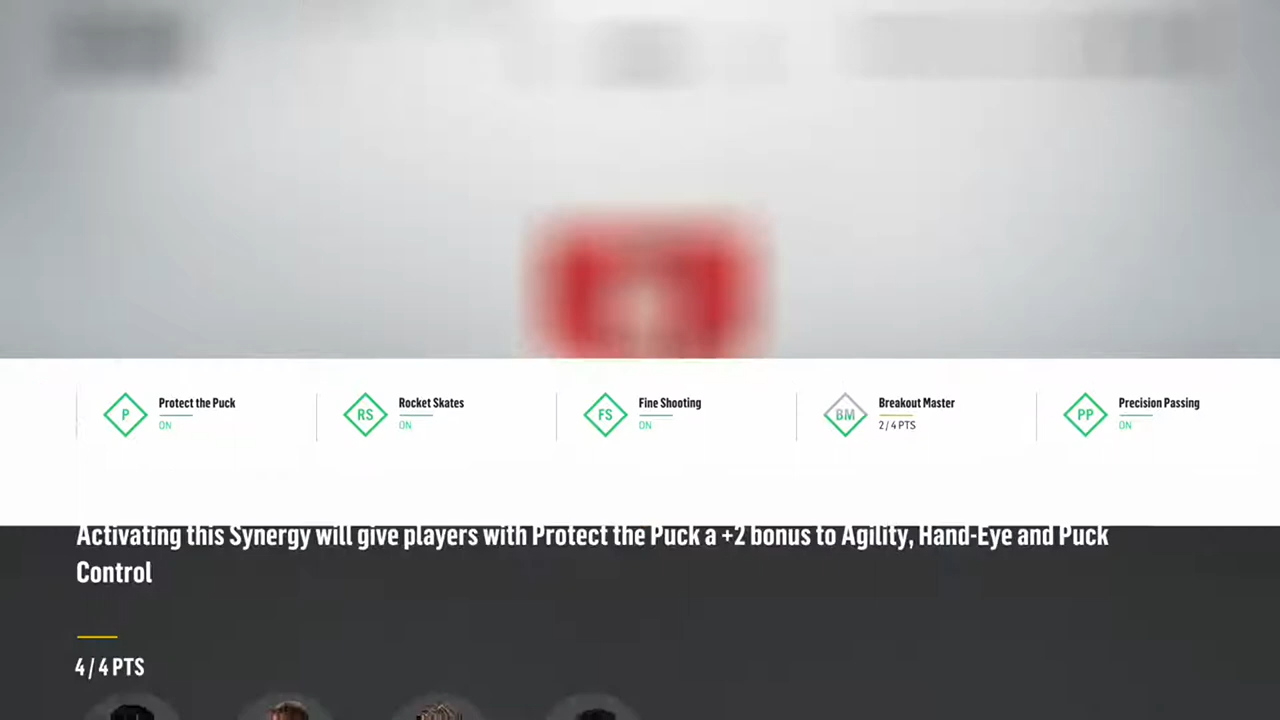 P
Protect the Puck
ON
RS
Rocket Skates
ON
FS
Fine Shooting
ON
BM
Breakout Master
2 / 4 PTS
PP
Precision Passing
ON
Activating this Synergy will give players with Protect the Puck a +2 bonus to Agility, Hand-Eye and Puck
Control
4 / 4 PTS